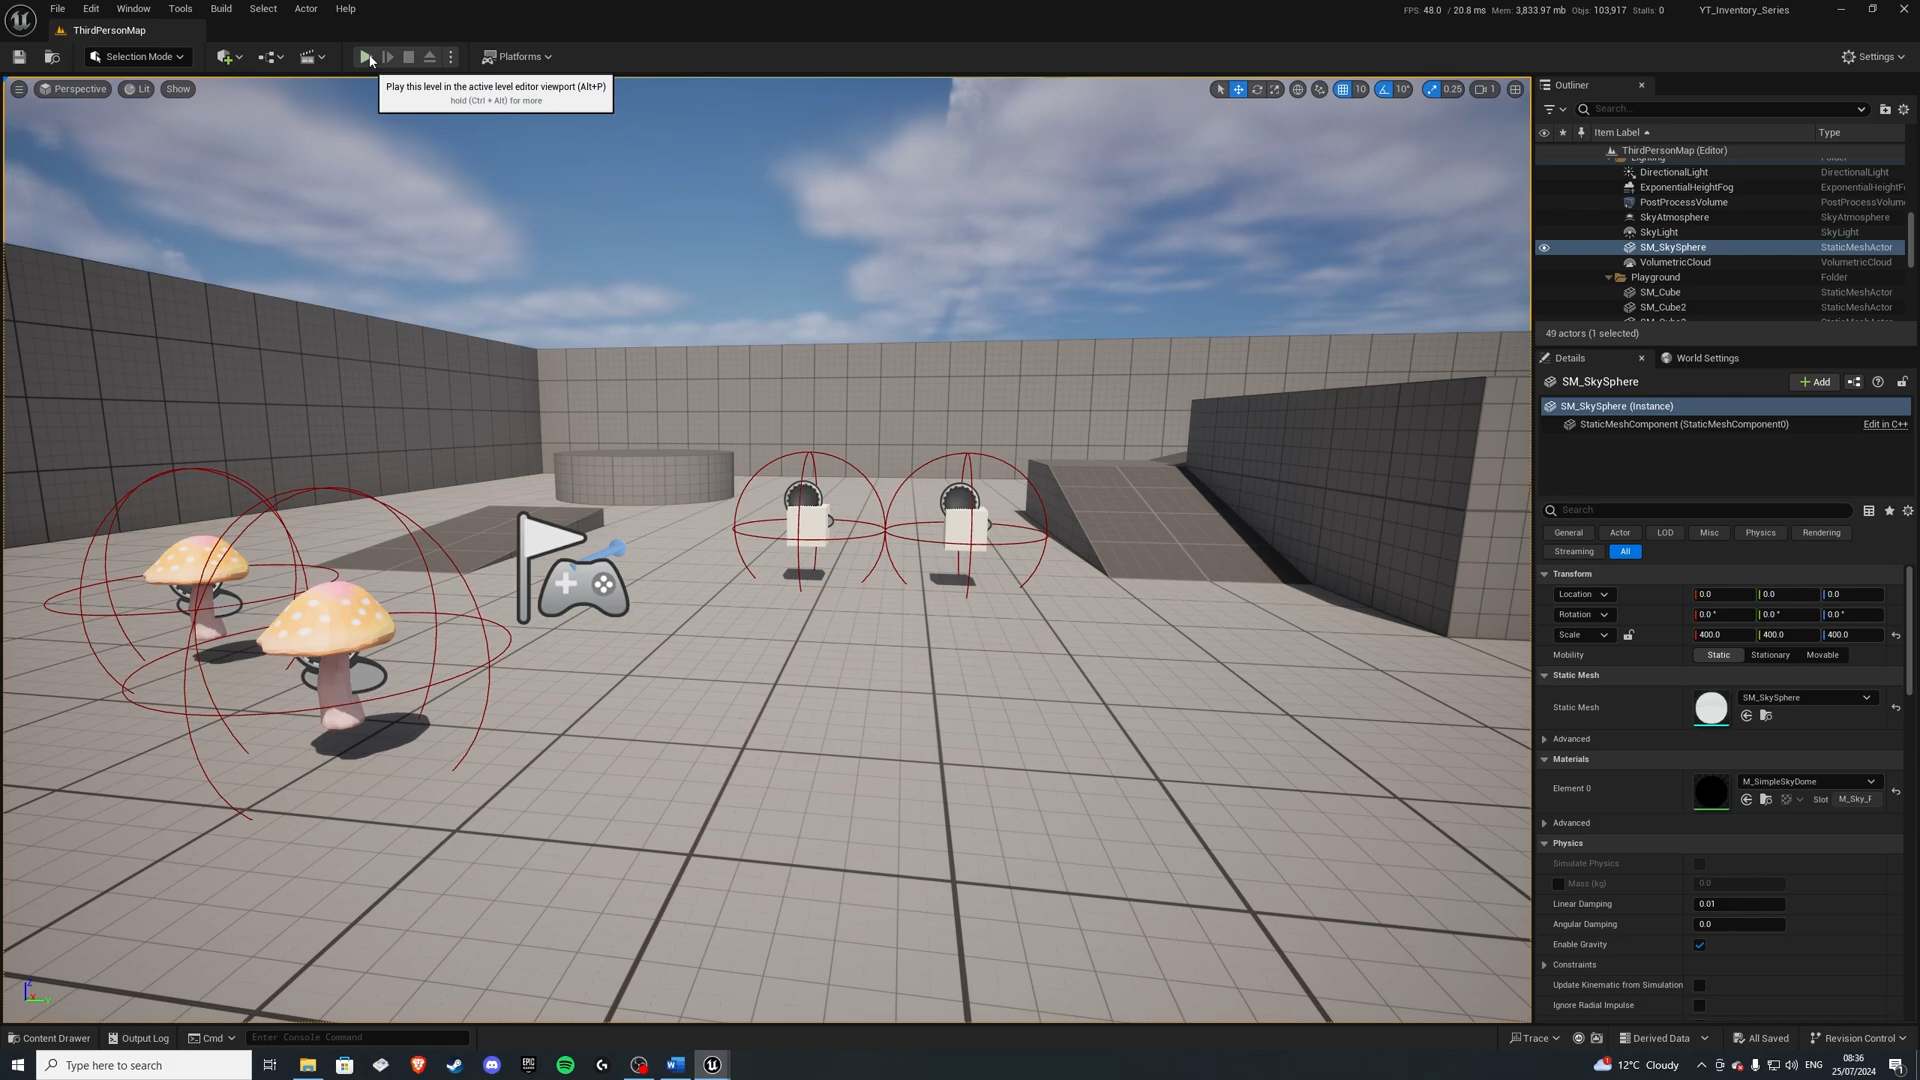 File Edit Window Tools Build Select Actor Help
FPS: 48.0 / 20.8 ms Mem: 3,833.97 mb Objs: 103,917 Stalls: 0 YT_Inventory_Series
ThirdPersonMap
Selection Mode
Platforms
Settings
Play this level in the active level editor viewport (Alt+P)
hold (Ctrl + Alt) for more
Perspective Lit Show
10 10° 0.25 1
Outliner
Search...
Item Label Type
ThirdPersonMap (Editor)
Lighting Folder
DirectionalLight DirectionalLight
ExponentialHeightFog ExponentialHeightF
PostProcessVolume PostProcessVolum
SkyAtmosphere SkyAtmosphere
SkyLight SkyLight
SM_SkySphere StaticMeshActor
VolumetricCloud VolumetricCloud
Playground Folder
SM_Cube StaticMeshActor
SM_Cube2 StaticMeshActor
49 actors (1 selected)
Details World Settings
SM_SkySphere
Add
SM_SkySphere (Instance)
StaticMeshComponent (StaticMeshComponent0) Edit in C++
Search
General Actor LOD Misc Physics Rendering
Streaming All
Transform
Location 0.0 0.0 0.0
Rotation 0.0 ° 0.0 ° 0.0 °
Scale 400.0 400.0 400.0
Mobility Static Stationary Movable
Static Mesh
Static Mesh SM_SkySphere
Advanced
Materials
Element 0 M_SimpleSkyDome
Slot M_Sky_F
Advanced
Physics
Simulate Physics
Mass (kg) 0.0
Linear Damping 0.01
Angular Damping 0.0
Enable Gravity
Constraints
Update Kinematic from Simulation
Ignore Radial Impulse
Z X Y
Content Drawer Output Log Cmd Enter Console Command
Trace Derived Data All Saved Revision Control
Type here to search
EPIC
12°C Cloudy
ENG
08:36
25/07/2024